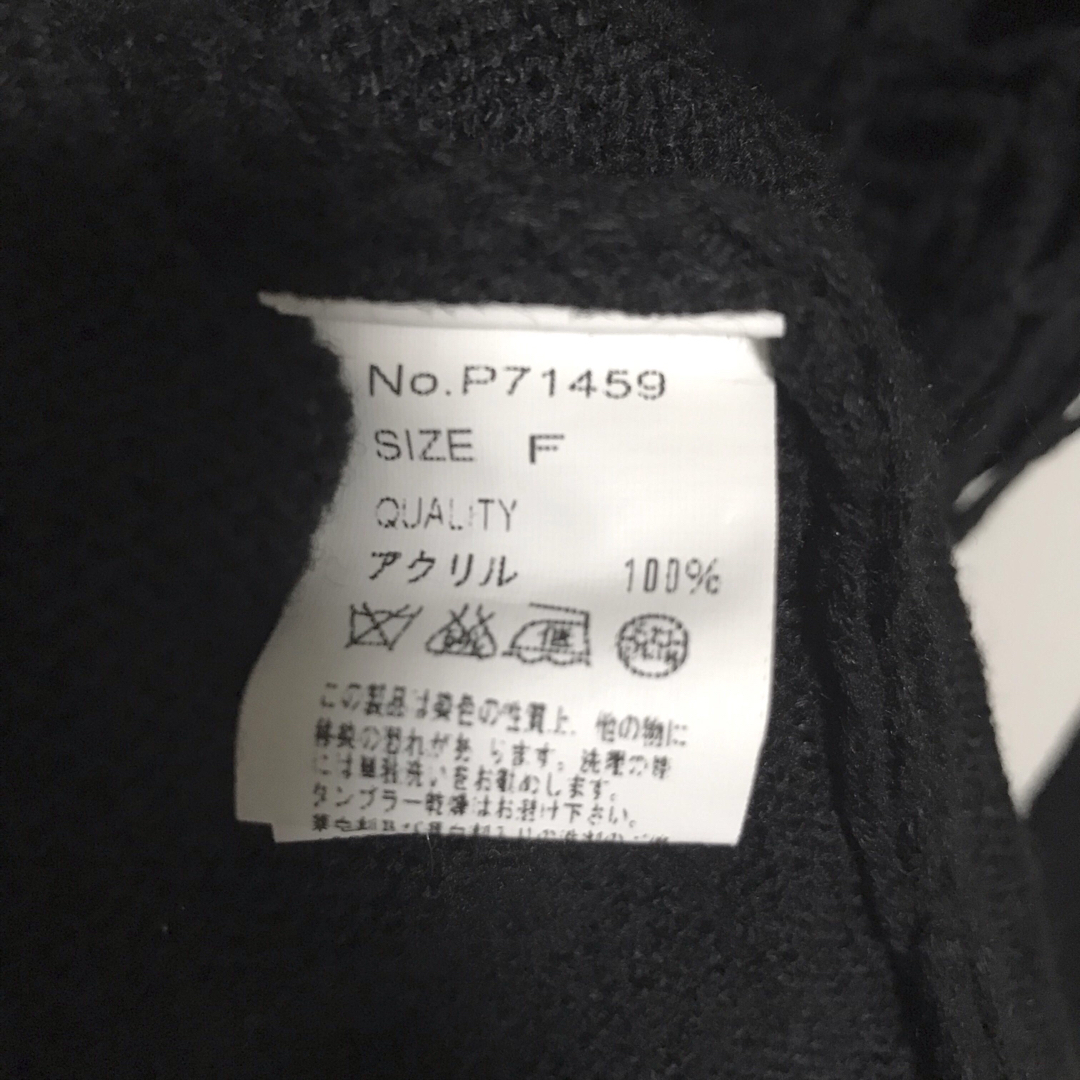 No.P71459
SIZE F
QUALITY
アクリル 100%
低
この製品は染色の性質上、他の物に
移染の恐れがあります。洗濯の時
には単独洗いをお勧めします。
タンブラー乾燥はお避け下さい。